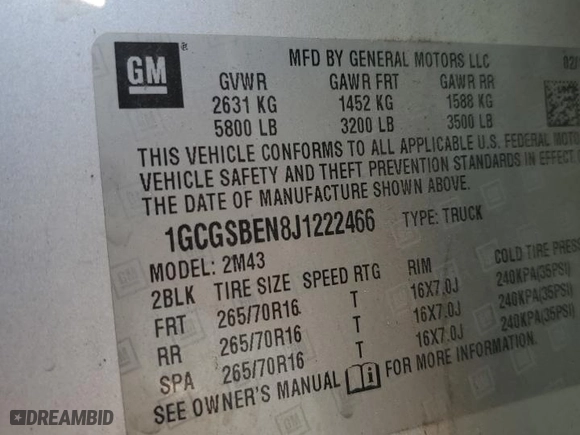 GM ®
MFD BY GENERAL MOTORS LLC
GVWR GAWR FRT GAWR RR
2631 KG 1452 KG 1588 KG
5800 LB 3200 LB 3500 LB
THIS VEHICLE CONFORMS TO ALL APPLICABLE U.S. FEDERAL MOTO
VEHICLE SAFETY AND THEFT PREVENTION STANDARDS IN EFFECT
THE DATE OF MANUFACTURE SHOWN ABOVE.
1GCGSBEN8J1222466 TYPE: TRUCK
MODEL: 2M43
2BLK TIRE SIZE SPEED RTG RIM COLD TIRE PRES
FRT 265/70R16 T 16X7.0J 240KPA(35PSI)
RR 265/70R16 T 16X7.0J 240KPA(35PSI)
SPA 265/70R16 T 16X7.0J 240KPA(35PSI)
SEE OWNER'S MANUAL i FOR MORE INFORMATION.
DREAMBID